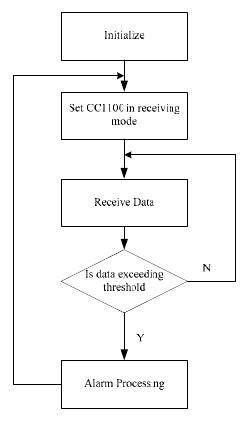 Initialize
Set CC1100 in receiving
mode
Receive Data
Is data exceeding
threshold
N
Y
Alarm Processing